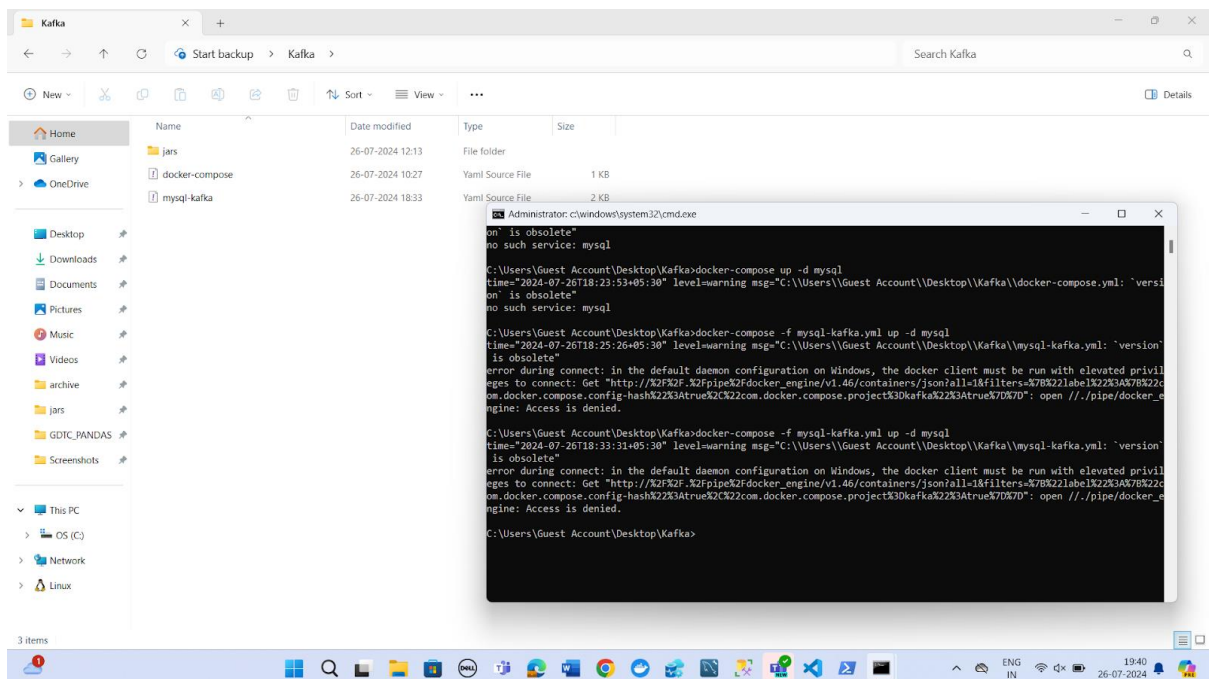 Kafka
Start backup > Kafka >
Search Kafka
New
Sort
View
Details
Name
Date modified
Type
Size
Home
Gallery
OneDrive
jars
26-07-2024 12:13
File folder
docker-compose
26-07-2024 10:27
Yaml Source File
1 KB
mysql-kafka
26-07-2024 18:33
Yaml Source File
2 KB
Desktop
Downloads
Documents
Pictures
Music
Videos
archive
jars
GDTC_PANDAS
Screenshots
This PC
OS (C:)
Network
Linux
3 items
Administrator: c:\windows\system32\cmd.exe
on` is obsolete"
no such service: mysql
C:\Users\Guest Account\Desktop\Kafka>docker-compose up -d mysql
time="2024-07-26T18:23:53+05:30" level=warning msg="C:\\Users\\Guest Account\\Desktop\\Kafka\\docker-compose.yml: `versi
on` is obsolete"
no such service: mysql
C:\Users\Guest Account\Desktop\Kafka>docker-compose -f mysql-kafka.yml up -d mysql
time="2024-07-26T18:25:26+05:30" level=warning msg="C:\\Users\\Guest Account\\Desktop\\Kafka\\mysql-kafka.yml: `version`
is obsolete"
error during connect: in the default daemon configuration on Windows, the docker client must be run with elevated privil
eges to connect: Get "http://%2F%2F.%2Fpipe%2Fdocker_engine/v1.46/containers/json?all=1&filters=%7B%22label%22%3A%7B%22c
om.docker.compose.config-hash%22%3Atrue%2C%22com.docker.compose.project%3Dkafka%22%3Atrue%7D%7D": open //./pipe/docker_e
ngine: Access is denied.
C:\Users\Guest Account\Desktop\Kafka>docker-compose -f mysql-kafka.yml up -d mysql
time="2024-07-26T18:33:31+05:30" level=warning msg="C:\\Users\\Guest Account\\Desktop\\Kafka\\mysql-kafka.yml: `version`
is obsolete"
error during connect: in the default daemon configuration on Windows, the docker client must be run with elevated privil
eges to connect: Get "http://%2F%2F.%2Fpipe%2Fdocker_engine/v1.46/containers/json?all=1&filters=%7B%22label%22%3A%7B%22c
om.docker.compose.config-hash%22%3Atrue%2C%22com.docker.compose.project%3Dkafka%22%3Atrue%7D%7D": open //./pipe/docker_e
ngine: Access is denied.
C:\Users\Guest Account\Desktop\Kafka>
1
DELL
NEW
ENG
IN
19:40
26-07-2024
PRE